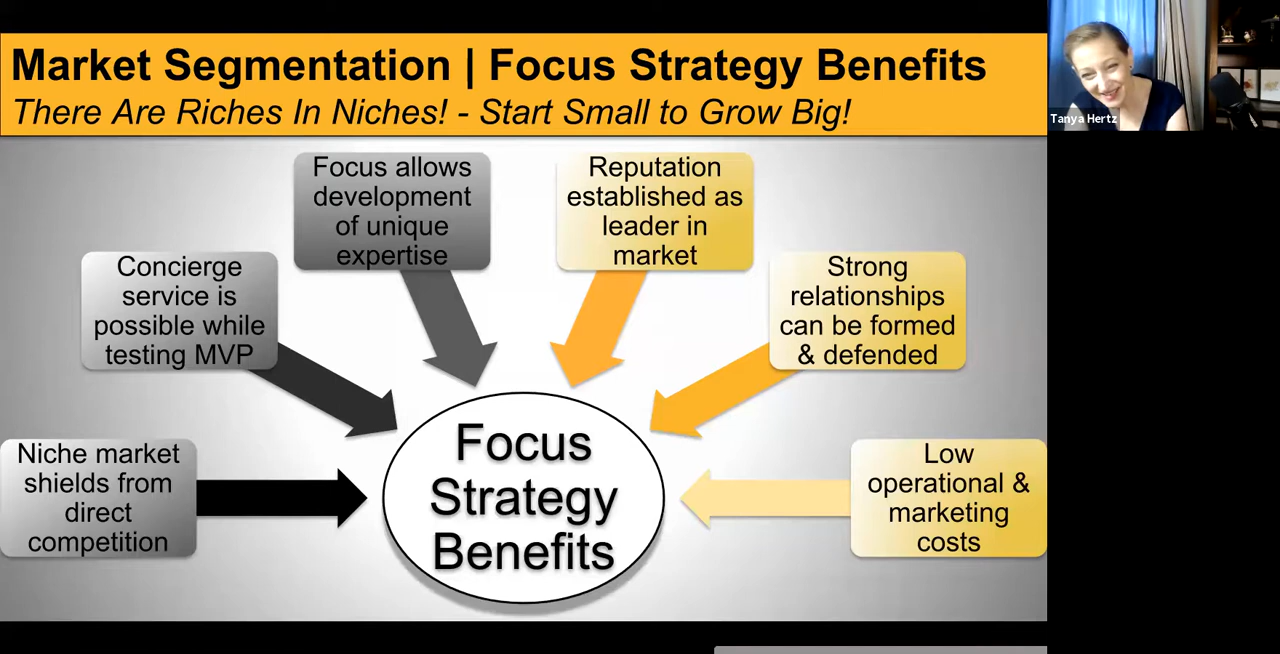 Market Segmentation | Focus Strategy Benefits
There Are Riches In Niches! - Start Small to Grow Big!
Tanya Hertz
Niche market
shields from
direct
competition
Concierge
service is
possible while
testing MVP
Focus allows
development
of unique
expertise
Reputation
established as
leader in
market
Strong
relationships
can be formed
& defended
Low
operational &
marketing
costs
Focus
Strategy
Benefits